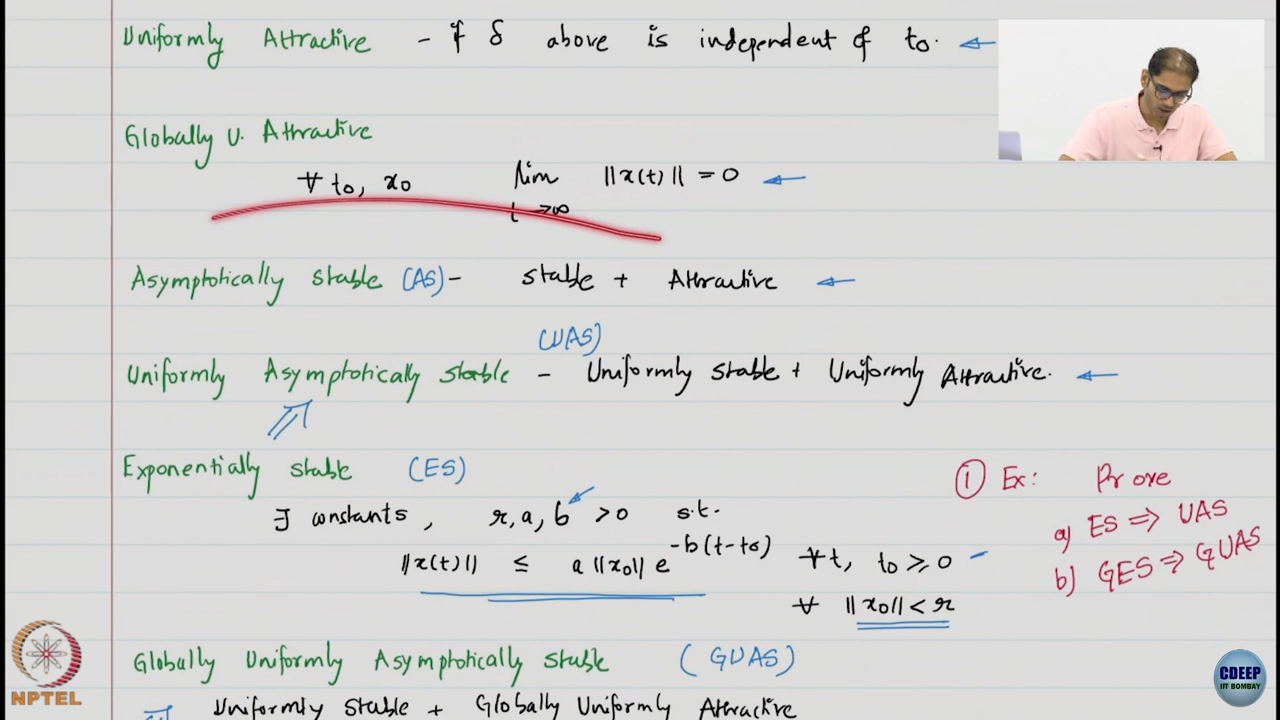 Uniformly Attractive - if δ above is independent of t₀.
Globally U. Attractive
∀ t₀, x₀ lim ||x(t)|| = 0
t →∞
Asymptotically stable (AS) - stable + Attractive
(UAS)
Uniformly Asymptotically stable - Uniformly stable + Uniformly Attractive.
Exponentially stable (ES)
∃ constants, r, a, b > 0 s.t.
||x(t)|| ≤ a ||x₀|| e^{-b(t-t₀)} ∀ t, t₀ ≥ 0
∀ ||x₀|| < r
① Ex: Prove
a) ES ⇒ UAS
b) GES ⇒ GUAS
Globally Uniformly Asymptotically stable (GUAS)
Uniformly stable + Globally Uniformly Attractive
NPTEL
CDEEP
IIT BOMBAY